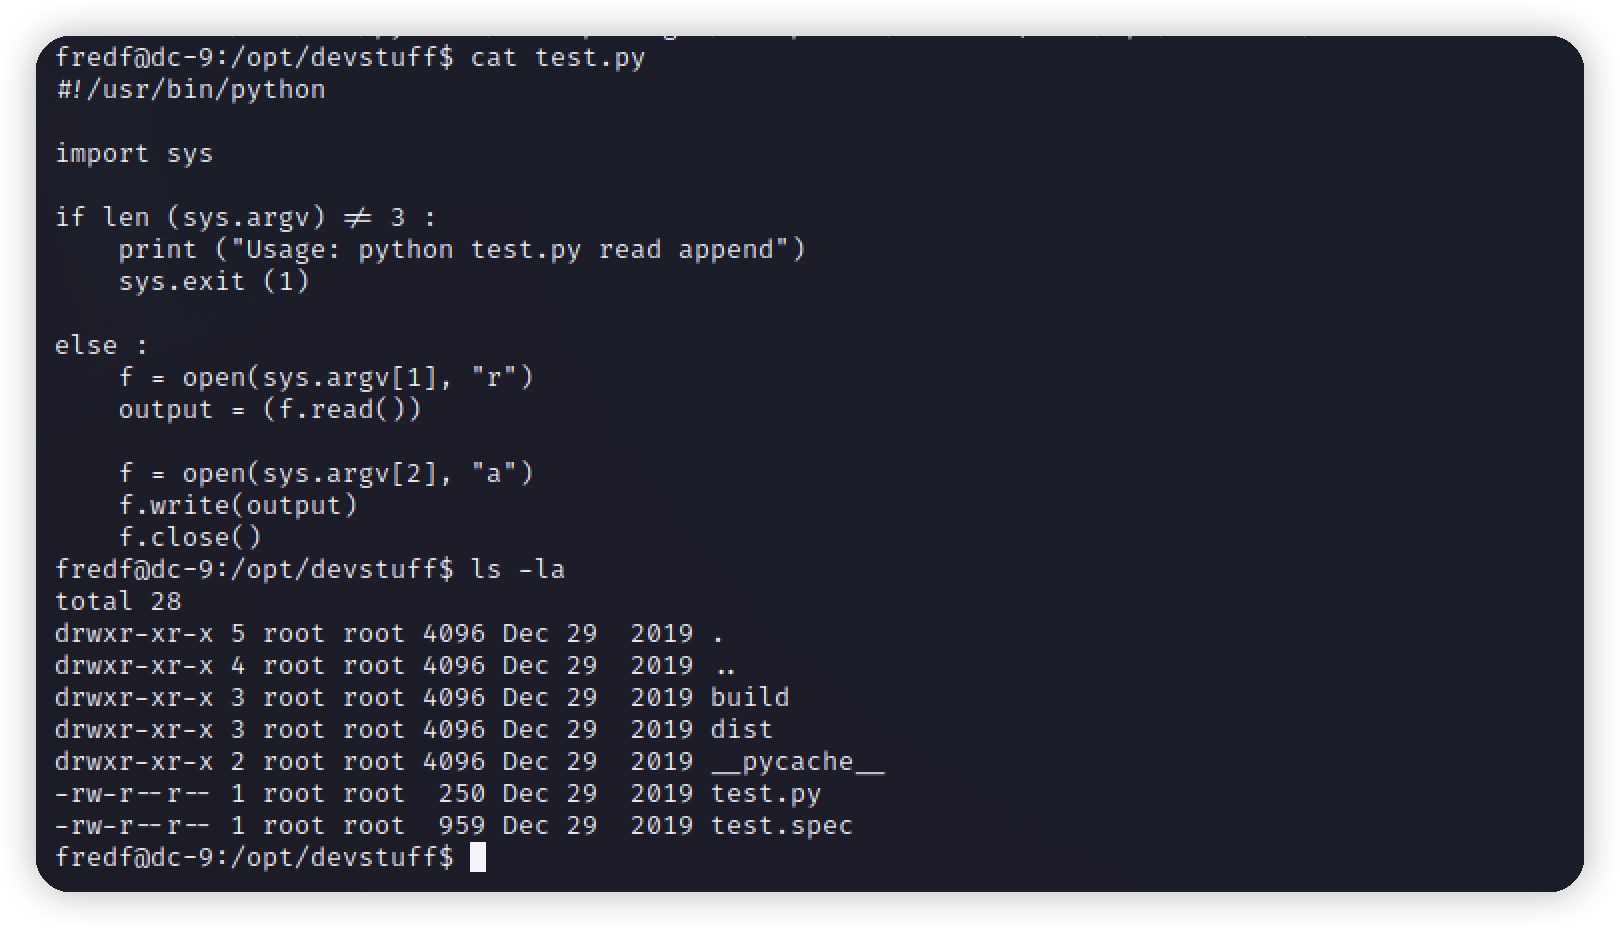 fredf@dc-9:/opt/devstuff$ cat test.py
#!/usr/bin/python

import sys

if len (sys.argv) ≠ 3 :
    print ("Usage: python test.py read append")
    sys.exit (1)

else :
    f = open(sys.argv[1], "r")
    output = (f.read())

    f = open(sys.argv[2], "a")
    f.write(output)
    f.close()
fredf@dc-9:/opt/devstuff$ ls -la
total 28
drwxr-xr-x 5 root root 4096 Dec 29  2019 .
drwxr-xr-x 4 root root 4096 Dec 29  2019 ..
drwxr-xr-x 3 root root 4096 Dec 29  2019 build
drwxr-xr-x 3 root root 4096 Dec 29  2019 dist
drwxr-xr-x 2 root root 4096 Dec 29  2019 __pycache__
-rw-r--r-- 1 root root  250 Dec 29  2019 test.py
-rw-r--r-- 1 root root  959 Dec 29  2019 test.spec
fredf@dc-9:/opt/devstuff$